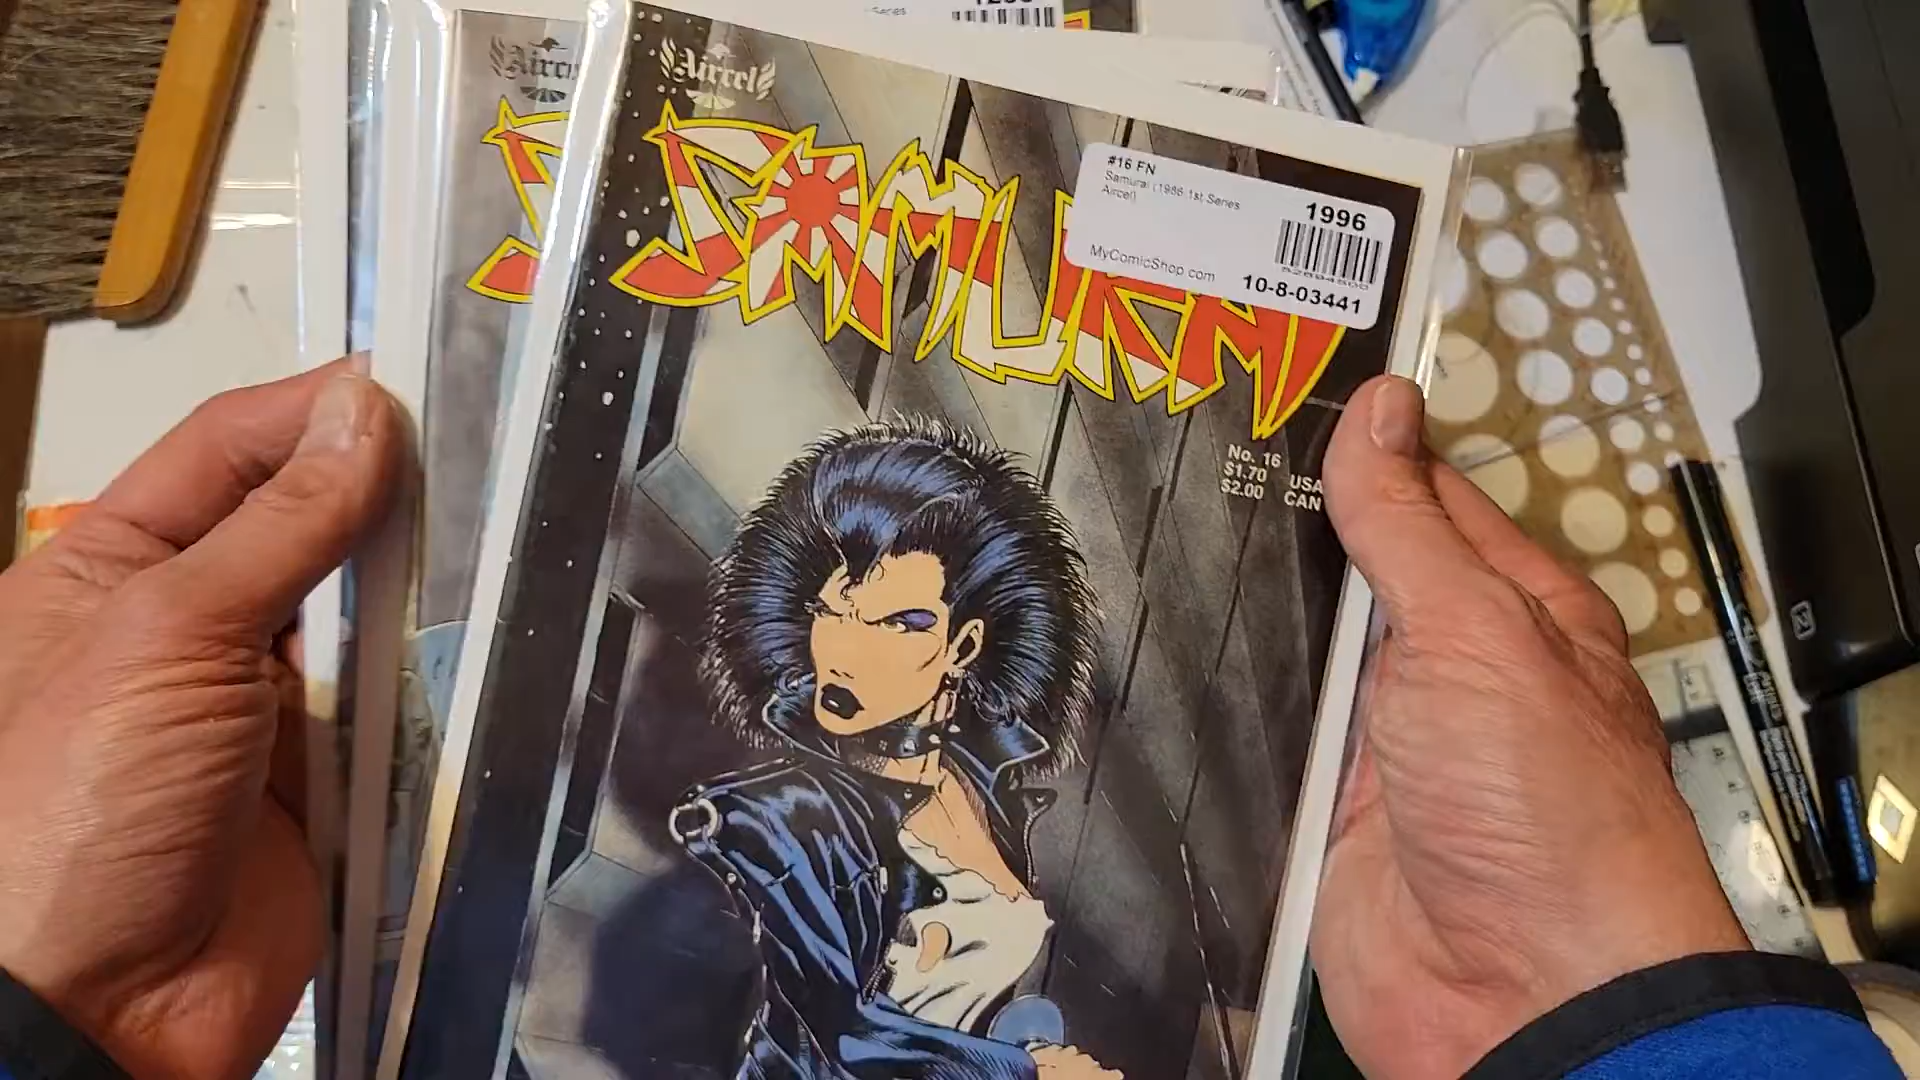 Series
Aircel
Aircel
SAMURAI
#16 FN
Samurai (1986 1st Series
Aircel)
1996
MyComicShop.com
10-8-03441
No. 16
$1.70 USA
$2.00 CAN